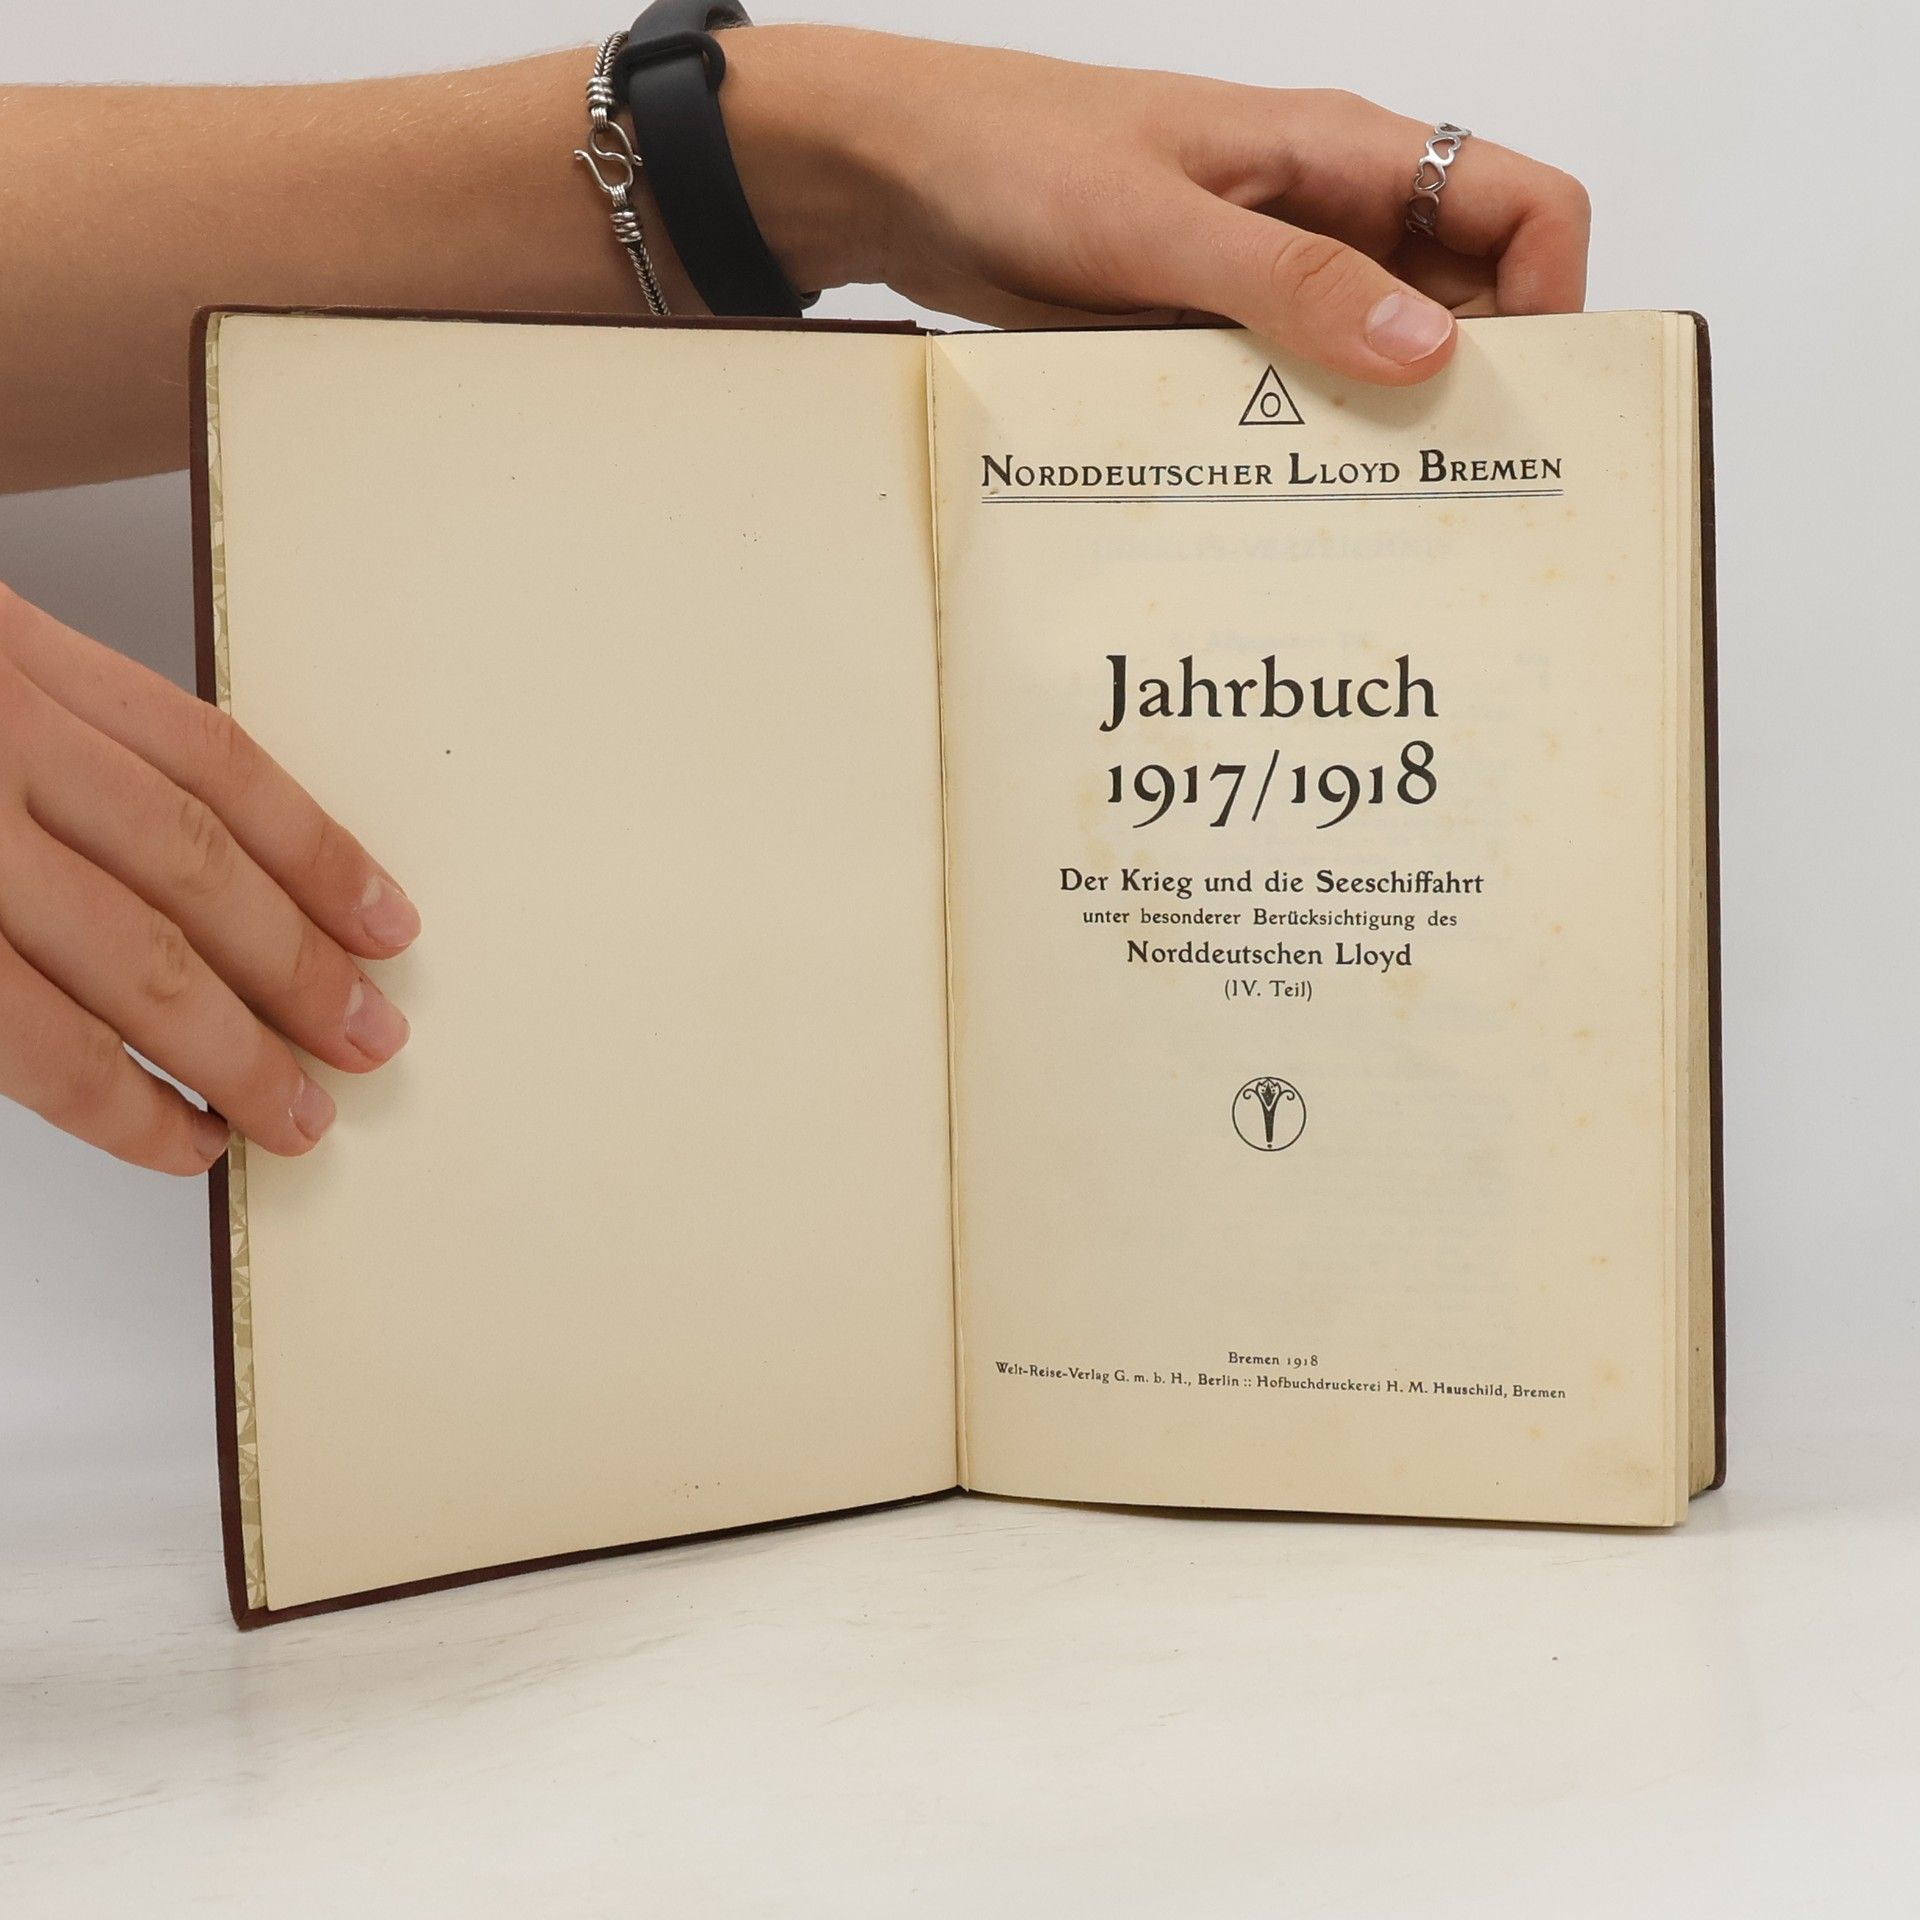 O
NORDDEUTSCHER LLOYD BREMEN
Jahrbuch
1917/1918
Der Krieg und die Seeschiffahrt
unter besonderer Berücksichtigung des
Norddeutschen Lloyd
(IV. Teil)
Bremen 1918
Welt-Reise-Verlag G. m. b. H., Berlin :: Hofbuchdruckerei H. M. Hauschild, Bremen